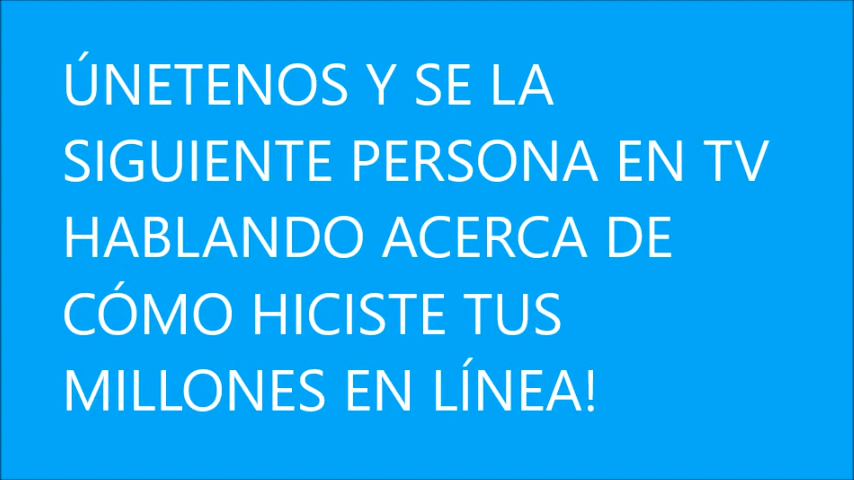 ÚNETENOS Y SE LA
SIGUIENTE PERSONA EN TV
HABLANDO ACERCA DE
CÓMO HICISTE TUS
MILLONES EN LÍNEA!